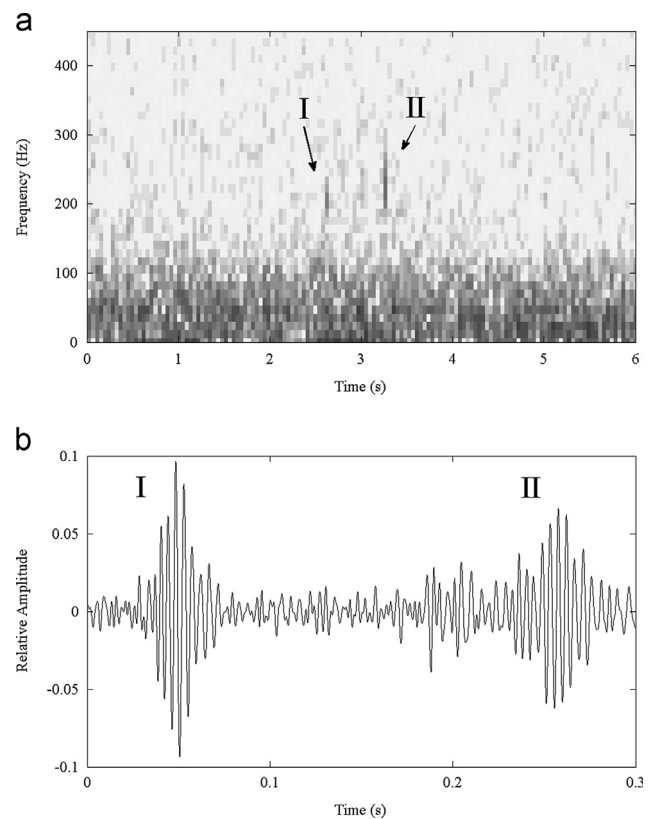 a
400
300
200
100
0
Frequency (Hz)
I
II
0 1 2 3 4 5 6
Time (s)
b
0.1
0.05
0
-0.05
-0.1
Relative Amplitude
I
II
0 0.1 0.2 0.3
Time (s)